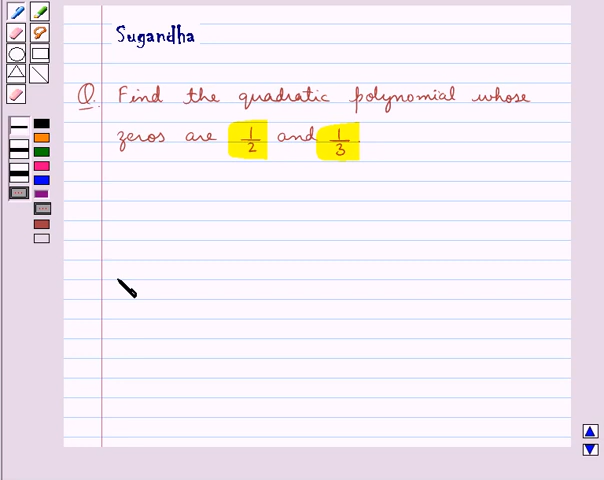 Sugandha
Q. Find the quadratic polynomial whose
zeros are 1/2 and 1/3.